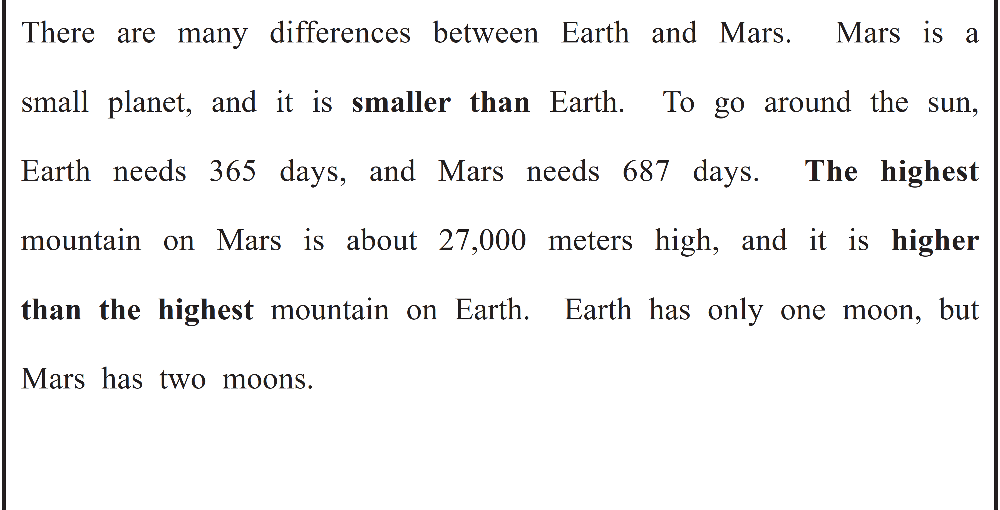 There are many differences between Earth and Mars. Mars is a
small planet, and it is smaller than Earth. To go around the sun,
Earth needs 365 days, and Mars needs 687 days. The highest
mountain on Mars is about 27,000 meters high, and it is higher
than the highest mountain on Earth. Earth has only one moon, but
Mars has two moons.